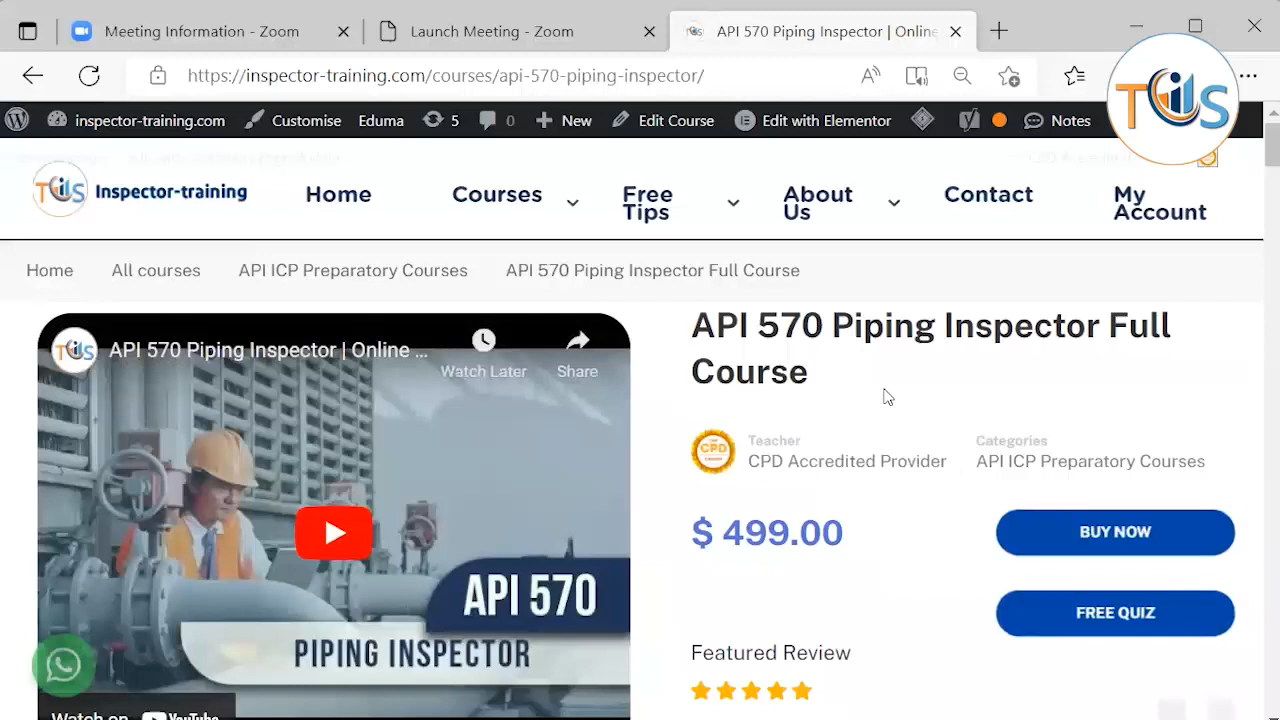 Meeting Information - Zoom
Launch Meeting - Zoom
API 570 Piping Inspector | Online
https://inspector-training.com/courses/api-570-piping-inspector/
TCIIS
inspector-training.com
Customise
Eduma
5
0
New
Edit Course
Edit with Elementor
Notes
Inspector-training
Home
Courses
Free Tips
About Us
Contact
My Account
Home
All courses
API ICP Preparatory Courses
API 570 Piping Inspector Full Course
API 570 Piping Inspector | Online ...
Watch Later
Share
API 570
PIPING INSPECTOR
Watch on YouTube
API 570 Piping Inspector Full
Course
CPD
Teacher
CPD Accredited Provider
Categories
API ICP Preparatory Courses
$ 499.00
BUY NOW
FREE QUIZ
Featured Review